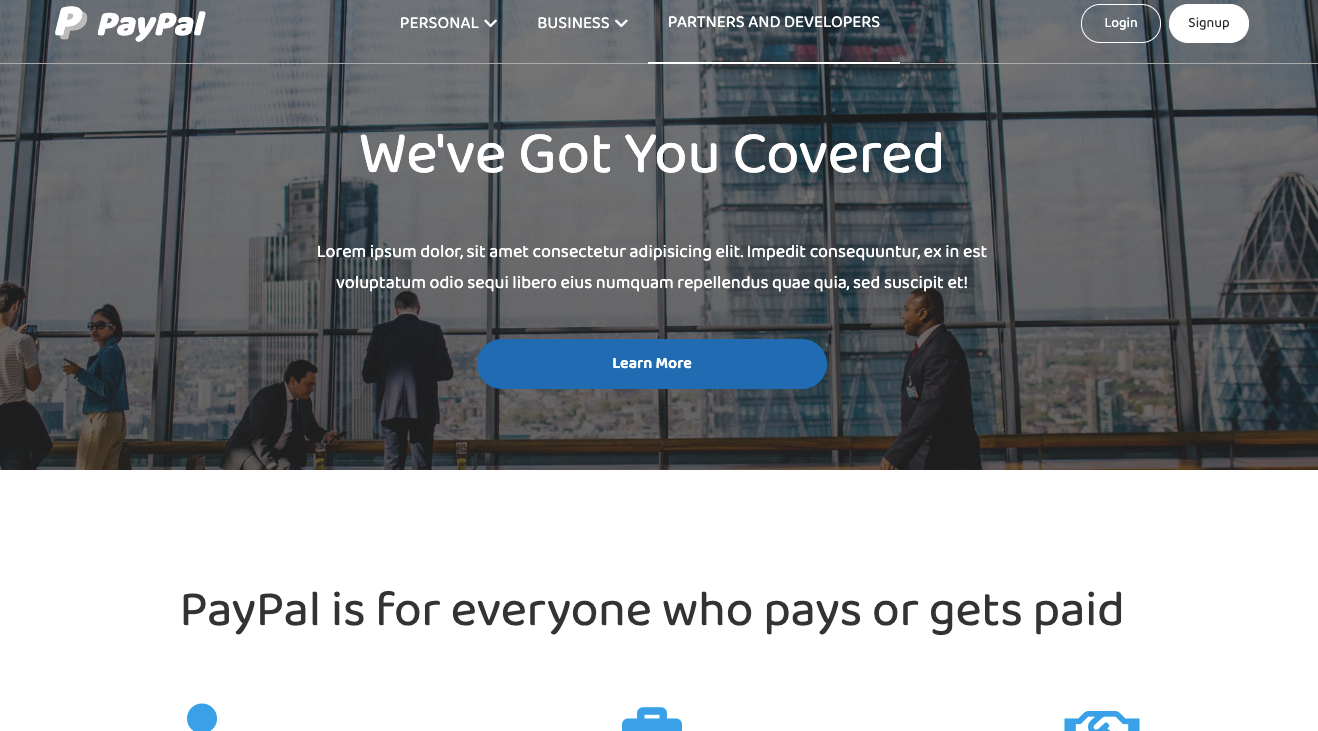 PayPal
PERSONAL
BUSINESS
PARTNERS AND DEVELOPERS
Login
Signup
We've Got You Covered
Lorem ipsum dolor, sit amet consectetur adipisicing elit. Impedit consequuntur, ex in est
voluptatum odio sequi libero eius numquam repellendus quae quia, sed suscipit et!
Learn More
PayPal is for everyone who pays or gets paid